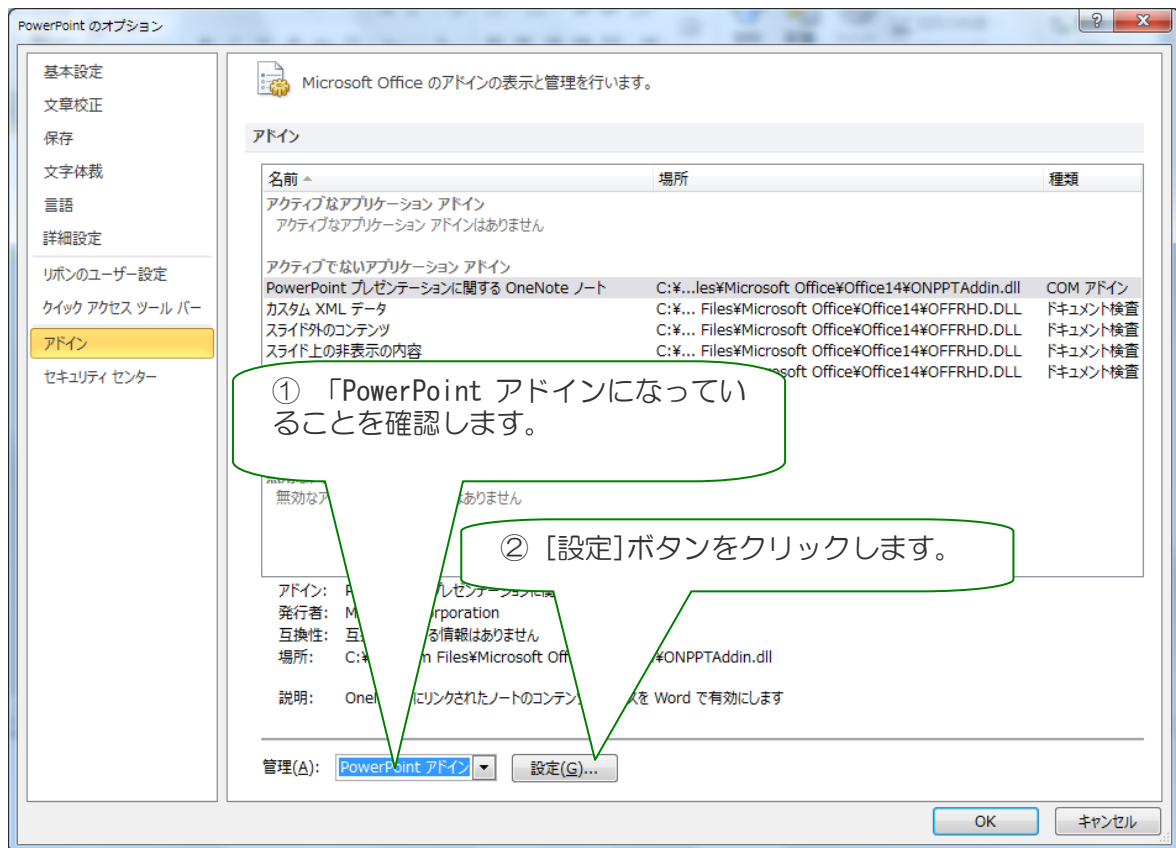 PowerPoint のオプション
基本設定
文章校正
保存
文字体裁
言語
詳細設定
リボンのユーザー設定
クイック アクセス ツール バー
アドイン
セキュリティ センター
Microsoft Office のアドインの表示と管理を行います。
アドイン
名前 場所 種類
アクティブなアプリケーション アドイン
アクティブなアプリケーション アドインはありません
アクティブでないアプリケーション アドイン
PowerPoint プレゼンテーションに関する OneNote ノート C:¥...les¥Microsoft Office¥Office14¥ONPPTAddin.dll COM アドイン
カスタム XML データ C:¥... Files¥Microsoft Office¥Office14¥OFFRHD.DLL ドキュメント検査
スライド外のコンテンツ C:¥... Files¥Microsoft Office¥Office14¥OFFRHD.DLL ドキュメント検査
スライド上の非表示の内容 C:¥... Files¥Microsoft Office¥Office14¥OFFRHD.DLL ドキュメント検査
Office¥Office14¥OFFRHD.DLL ドキュメント検査
① 「PowerPoint アドインになってい
ることを確認します。
無効なア はありません
② [設定]ボタンをクリックします。
アドイン:
発行者: rporation
互換性: る情報はありません
場所: C:¥ Files¥Microsoft Off ¥ONPPTAddin.dll
説明: にリンクされたノートのコンテン を Word で有効にします
管理(A): PowerPoint アドイン 設定(G)...
OK キャンセル